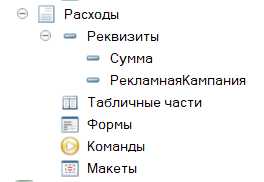 Расходы
Реквизиты
Сумма
РекламнаяКампания
Табличные части
Формы
Команды
Макеты